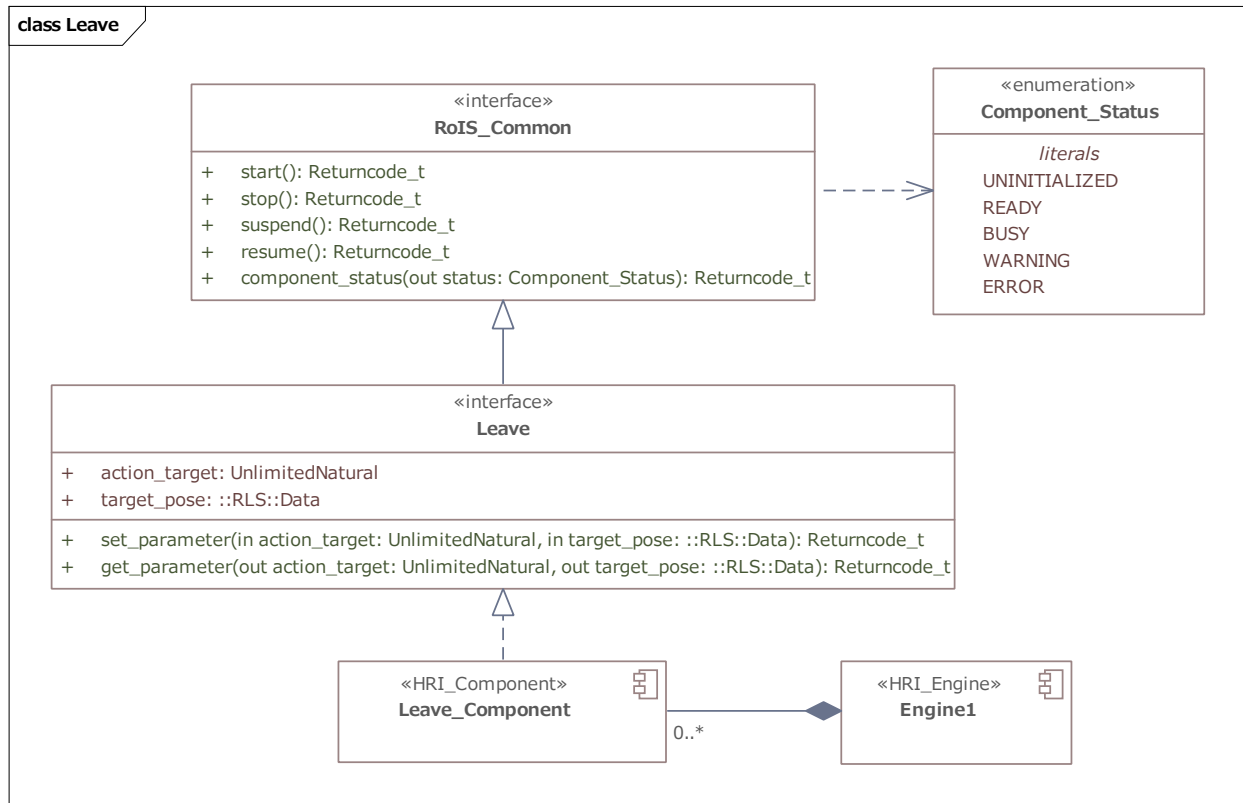 class Leave
«interface»
RoIS_Common
+ start(): Returncode_t
+ stop(): Returncode_t
+ suspend(): Returncode_t
+ resume(): Returncode_t
+ component_status(out status: Component_Status): Returncode_t
«enumeration»
Component_Status
literals
UNINITIALIZED
READY
BUSY
WARNING
ERROR
«interface»
Leave
+ action_target: UnlimitedNatural
+ target_pose: ::RLS::Data
+ set_parameter(in action_target: UnlimitedNatural, in target_pose: ::RLS::Data): Returncode_t
+ get_parameter(out action_target: UnlimitedNatural, out target_pose: ::RLS::Data): Returncode_t
«HRI_Component»
Leave_Component
0..*
«HRI_Engine»
Engine1